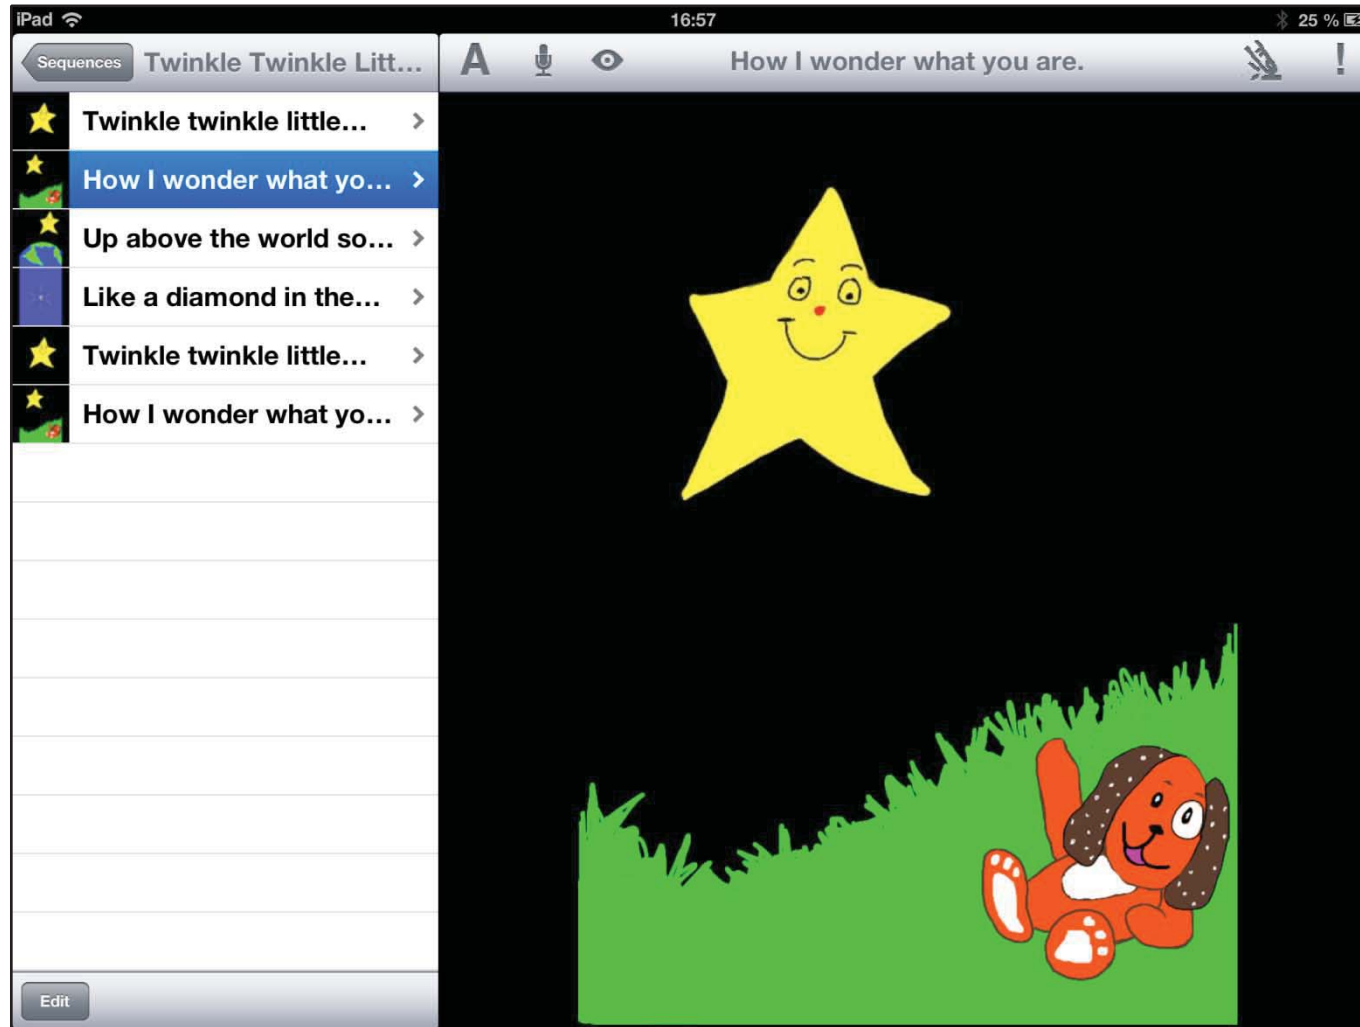 iPad 16:57 25 %
Sequences Twinkle Twinkle Litt... A How I wonder what you are. !
Twinkle twinkle little...
How I wonder what yo...
Up above the world so...
Like a diamond in the...
Twinkle twinkle little...
How I wonder what yo...
Edit